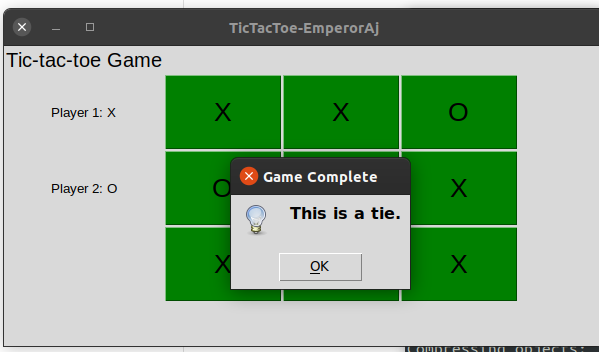 TicTacToe-EmperorAj
Tic-tac-toe Game
Player 1: X
X X O
Game Complete
Player 2: O
O X
This is a tie.
X X
OK
Compressing objects: